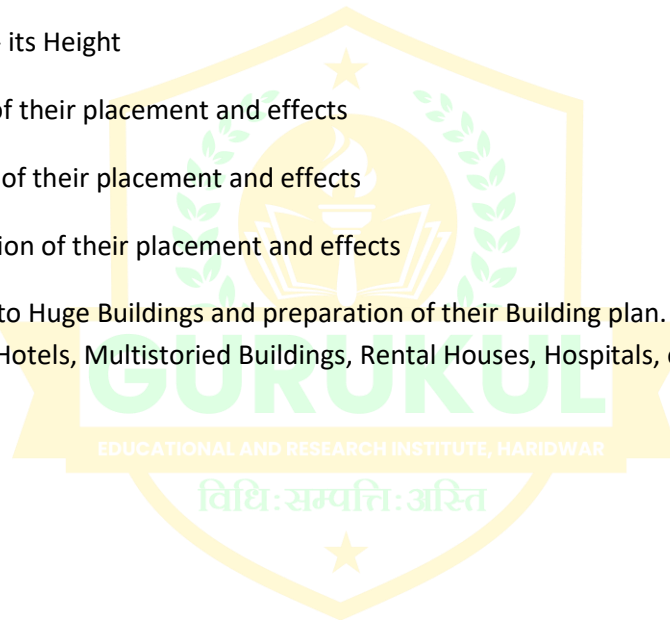 its Height
of their placement and effects
of their placement and effects
ion of their placement and effects
to Huge Buildings and preparation of their Building plan.
Hotels, Multistoried Buildings, Rental Houses, Hospitals,
GURUKUL
EDUCATIONAL AND RESEARCH INSTITUTE, HARIDWAR
विधि:सम्पत्ति:अस्ति